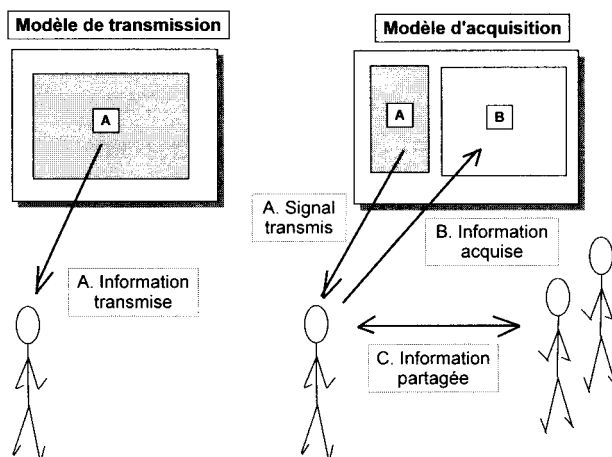 Modèle de transmission
A
A. Information
transmise
Modèle d'acquisition
A
B
A. Signal
transmis
B. Information
acquise
C. Information
partagée